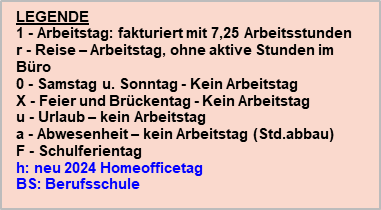 LEGENDE
1 - Arbeitstag: fakturiert mit 7,25 Arbeitsstunden
r - Reise – Arbeitstag, ohne aktive Stunden im
Büro
0 - Samstag u. Sonntag - Kein Arbeitstag
X - Feier und Brückentag - Kein Arbeitstag
u - Urlaub – kein Arbeitstag
a - Abwesenheit – kein Arbeitstag (Std.abbau)
F - Schulferientag
h: neu 2024 Homeofficetag
BS: Berufsschule